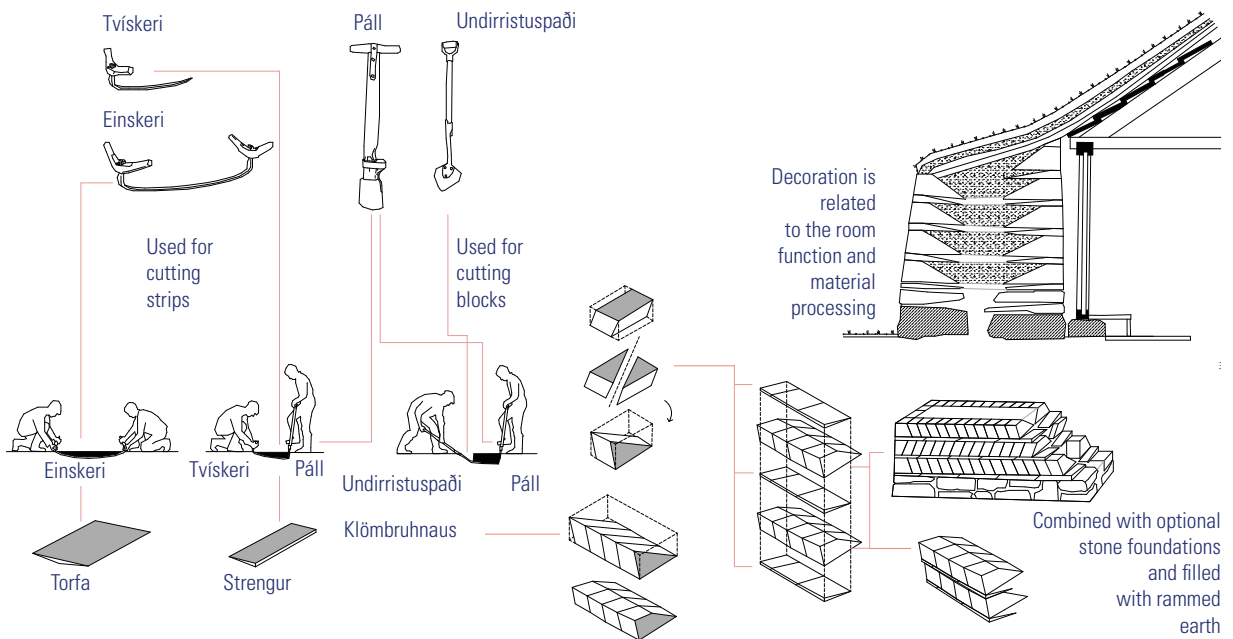 Tvískeri
Páll
Undirristuspaði
Einskeri
Used for
cutting
strips
Used for
cutting
blocks
Decoration is
related
to the room
function and
material
processing
Einskeri
Tvískeri
Páll
Undirristuspaði
Páll
Klömbruhnaus
Torfa
Strengur
Combined with optional
stone foundations
and filled
with rammed
earth